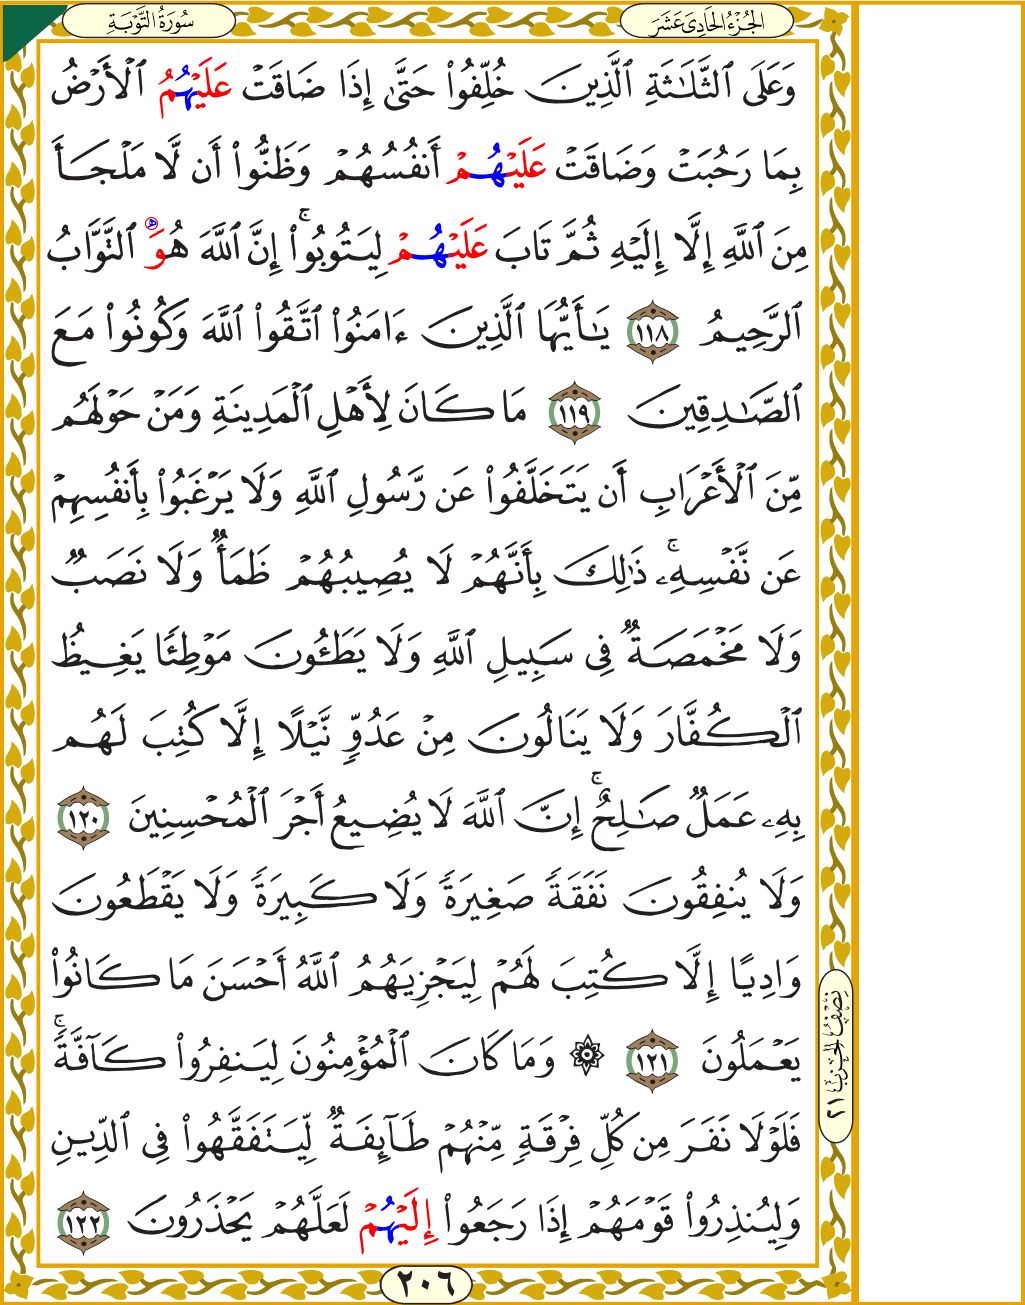 سُورَةُ التَّوْبَةِ
الجُزْءُ الحَادِىَ عَشَرَ
وَعَلَى ٱلثَّلَٰثَةِ ٱلَّذِينَ خُلِّفُوا۟ حَتَّىٰٓ إِذَا ضَاقَتْ عَلَيْهُمُ ٱلْأَرْضُ
بِمَا رَحُبَتْ وَضَاقَتْ عَلَيْهُمْ أَنفُسُهُمْ وَظَنُّوٓا۟ أَن لَّا مَلْجَأَ
مِنَ ٱللَّهِ إِلَّآ إِلَيْهِ ثُمَّ تَابَ عَلَيْهُمْ لِيَتُوبُوٓا۟ ۚ إِنَّ ٱللَّهَ هُوَ ٱلتَّوَّابُ
ٱلرَّحِيمُ ١١٨ يَٰٓأَيُّهَا ٱلَّذِينَ ءَامَنُوا۟ ٱتَّقُوا۟ ٱللَّهَ وَكُونُوا۟ مَعَ
ٱلصَّٰدِقِينَ ١١٩ مَا كَانَ لِأَهْلِ ٱلْمَدِينَةِ وَمَنْ حَوْلَهُم
مِّنَ ٱلْأَعْرَابِ أَن يَتَخَلَّفُوا۟ عَن رَّسُولِ ٱللَّهِ وَلَا يَرْغَبُوا۟ بِأَنفُسِهِمْ
عَن نَّفْسِهِۦ ۚ ذَٰلِكَ بِأَنَّهُمْ لَا يُصِيبُهُمْ ظَمَأٌ وَلَا نَصَبٌ
وَلَا مَخْمَصَةٌ فِى سَبِيلِ ٱللَّهِ وَلَا يَطَـُٔونَ مَوْطِئًا يَغِيظُ
ٱلْكُفَّارَ وَلَا يَنَالُونَ مِنْ عَدُوٍّ نَّيْلًا إِلَّا كُتِبَ لَهُم
بِهِۦ عَمَلٌ صَٰلِحٌ ۚ إِنَّ ٱللَّهَ لَا يُضِيعُ أَجْرَ ٱلْمُحْسِنِينَ ١٢٠
وَلَا يُنفِقُونَ نَفَقَةً صَغِيرَةً وَلَا كَبِيرَةً وَلَا يَقْطَعُونَ
وَادِيًا إِلَّا كُتِبَ لَهُمْ لِيَجْزِيَهُمُ ٱللَّهُ أَحْسَنَ مَا كَانُوا۟
يَعْمَلُونَ ١٢١ ۞ وَمَا كَانَ ٱلْمُؤْمِنُونَ لِيَنفِرُوا۟ كَآفَّةً ۚ
فَلَوْلَا نَفَرَ مِن كُلِّ فِرْقَةٍ مِّنْهُمْ طَآئِفَةٌ لِّيَتَفَقَّهُوا۟ فِى ٱلدِّينِ
وَلِيُنذِرُوا۟ قَوْمَهُمْ إِذَا رَجَعُوٓا۟ إِلَيْهُمْ لَعَلَّهُمْ يَحْذَرُونَ ١٢٢
نِصْفُ الحِزْبِ ٢١
٢٠٦